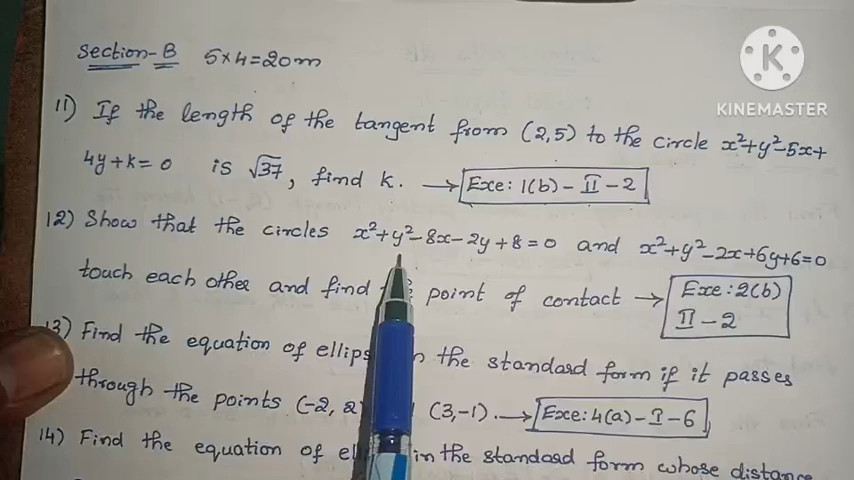 Section-B 5×4=20m
K
KINEMASTER
11) If the length of the tangent from (2,5) to the circle x²+y²-5x+
4y+k=0 is √37, find k. → Exe: 1(b)-II-2
12) Show that the circles x²+y²-8x-2y+8=0 and x²+y²-2x+6y+6=0
touch each other and find point of contact → Exe: 2(b)
II-2
13) Find the equation of ellips the standard form if it passes
through the points (-2, (3,-1). → Exe: 4(a)-I-6
14) Find the equation of in the standard form whose distance